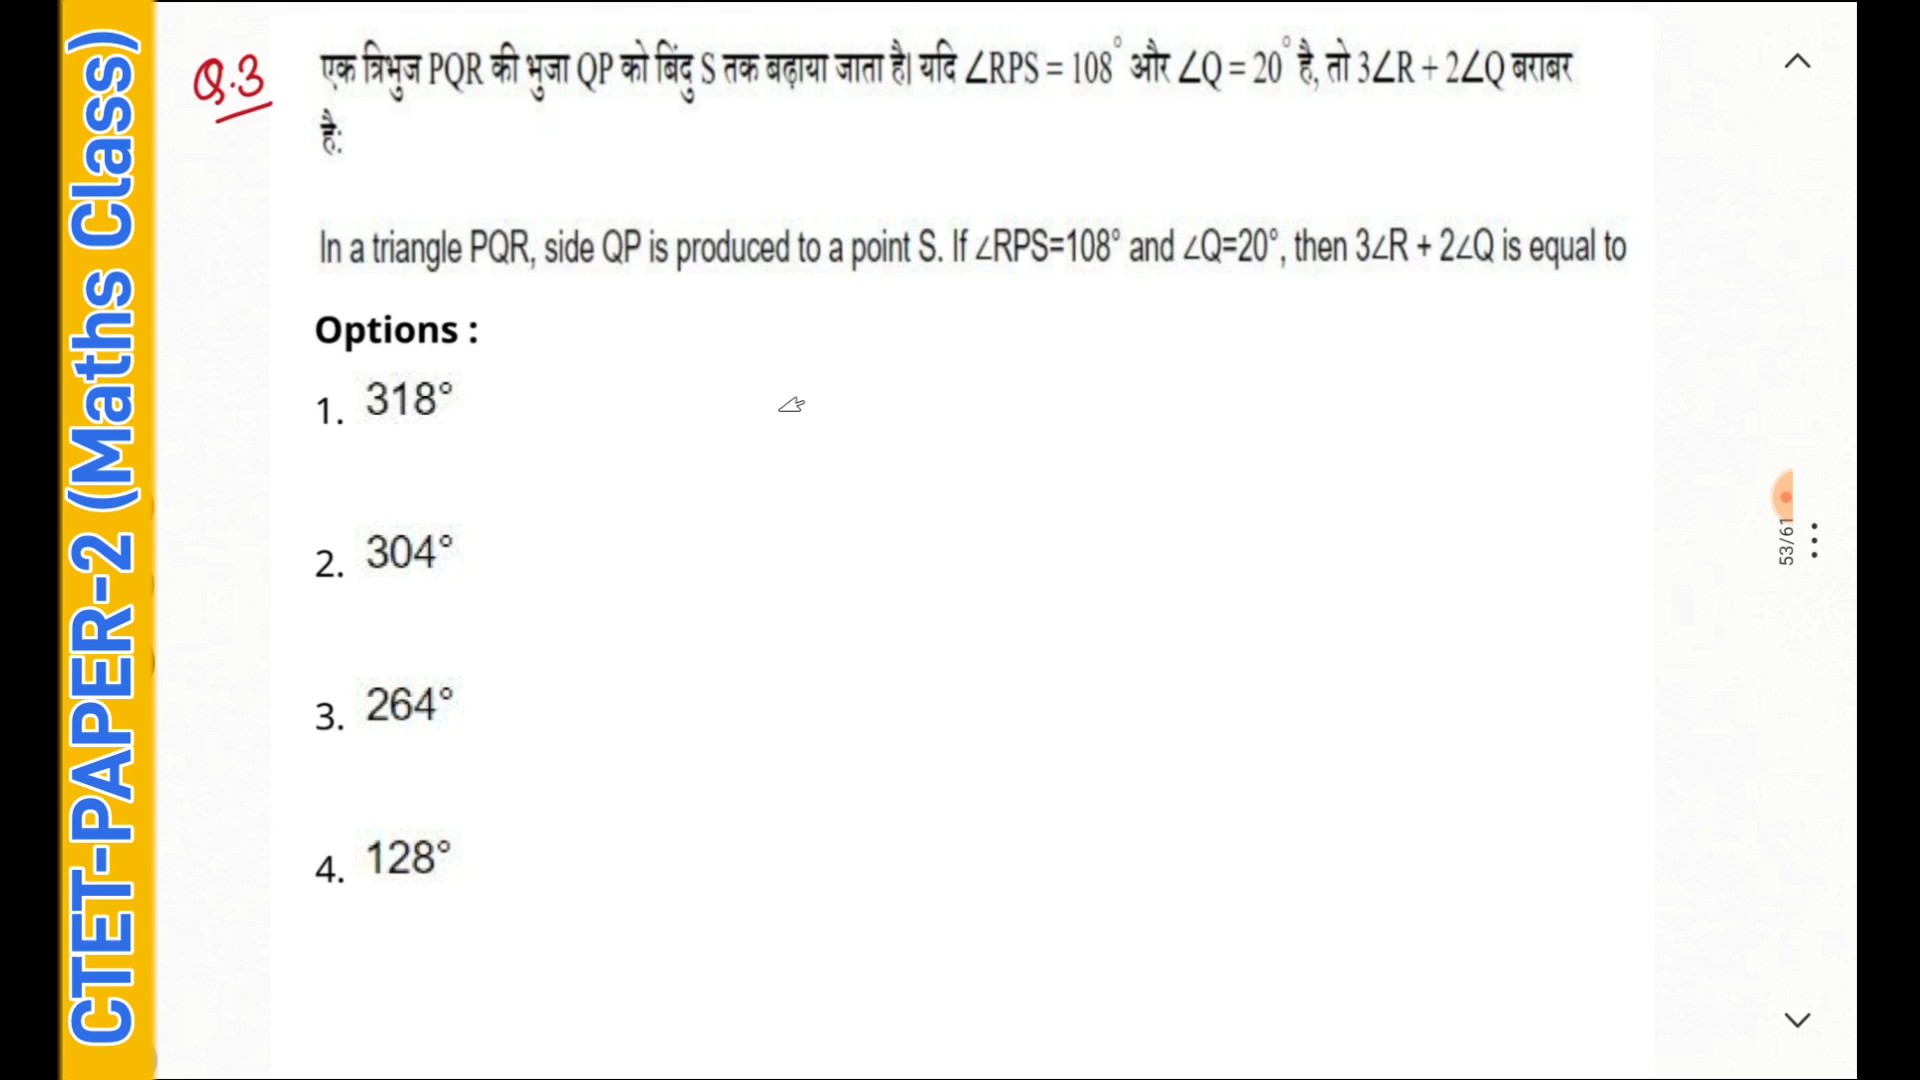 CTET-PAPER-2 (Maths Class)
Q.3
एक त्रिभुज PQR की भुजा QP को बिंदु S तक बढ़ाया जाता है। यदि ∠RPS = 108° और ∠Q = 20° है, तो 3∠R + 2∠Q बराबर
है:
In a triangle PQR, side QP is produced to a point S. If ∠RPS=108° and ∠Q=20°, then 3∠R + 2∠Q is equal to
Options :
1. 318°
2. 304°
3. 264°
4. 128°
53/61